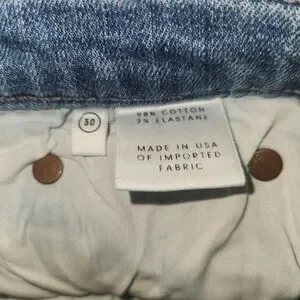 98% COTTON
2% ELASTANE
30
MADE IN USA
OF IMPORTED
FABRIC